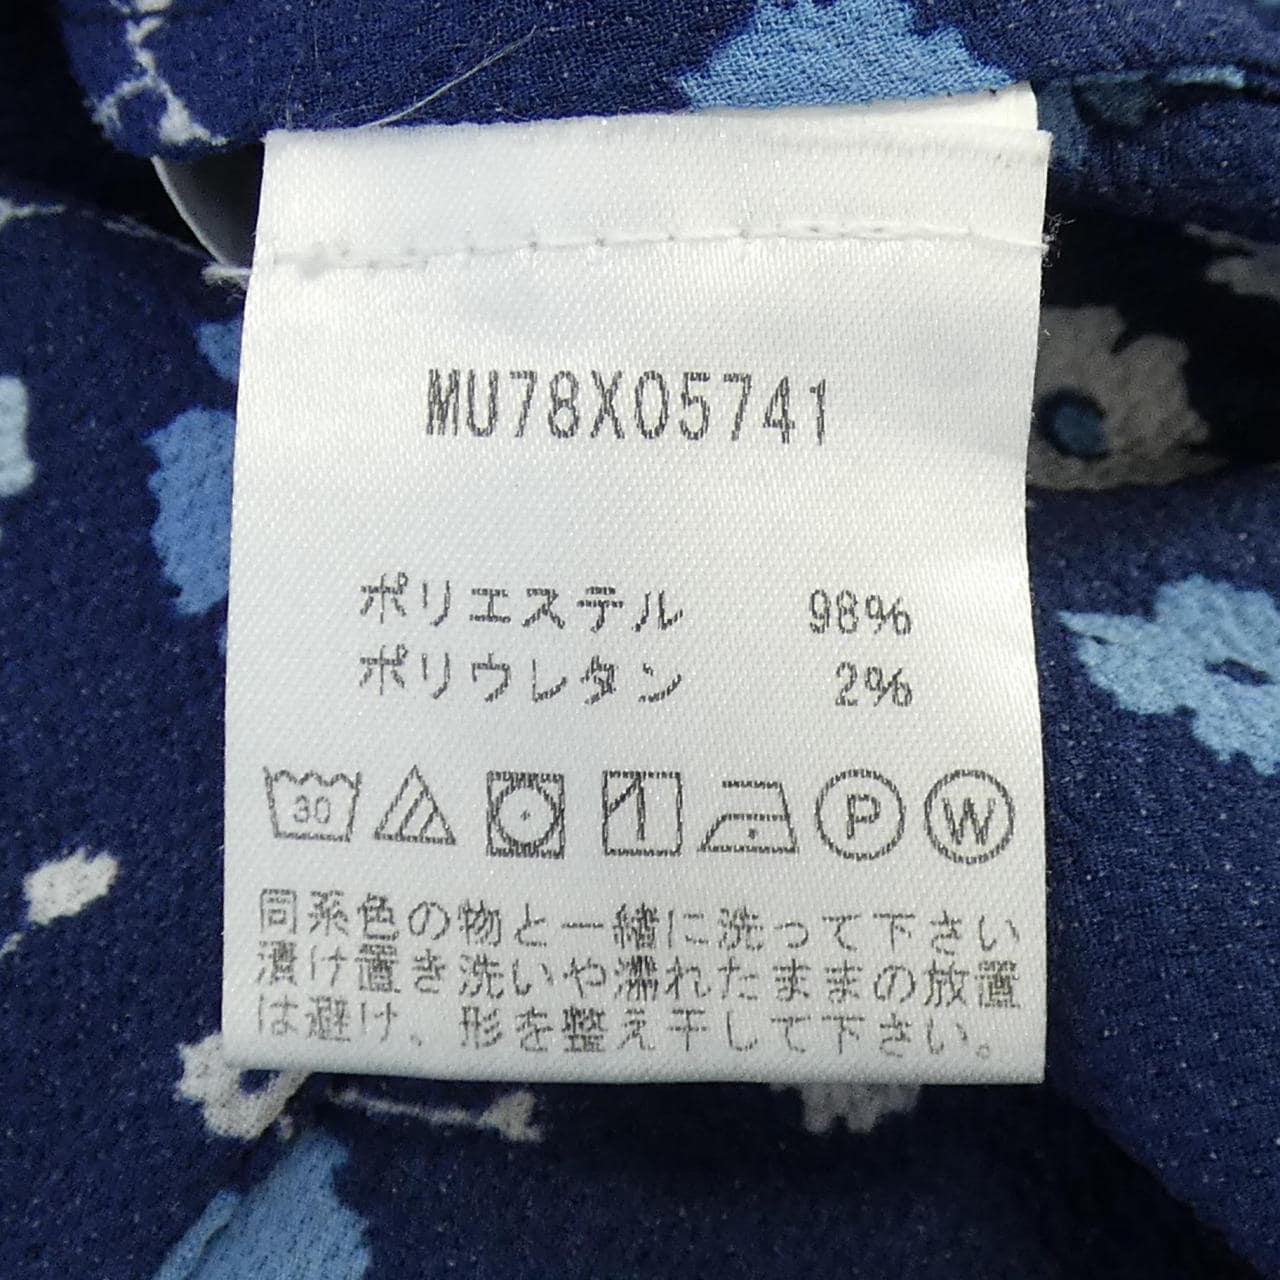 MU78X05741
ポリエステル 98%
ポリウレタン 2%
30 P W
同系色の物と一緒に洗って下さい
漬け置き洗いや濡れたままの放置
は避け、形を整え干して下さい。